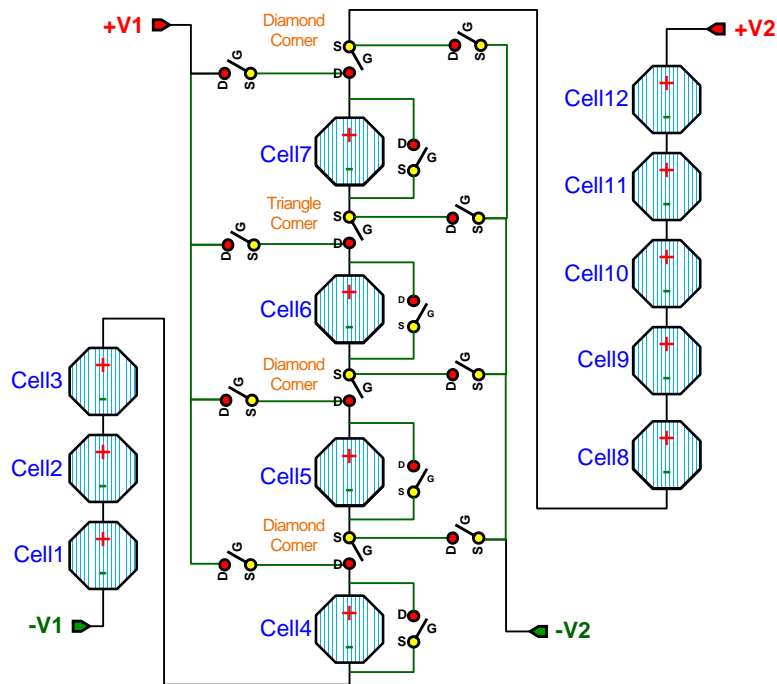 +V1
Diamond
Corner
S
G
D
G
S
D
G
S
D
+V2
Cell12
Cell7
D
G
S
Cell11
Triangle
Corner
S
G
D
G
S
D
G
S
D
Cell10
Cell6
D
G
S
Cell9
Cell3
Diamond
Corner
S
G
D
G
S
D
G
S
D
Cell8
Cell2
Cell5
D
G
S
Cell1
Diamond
Corner
S
G
D
G
S
D
G
S
D
-V1
Cell4
D
G
S
-V2